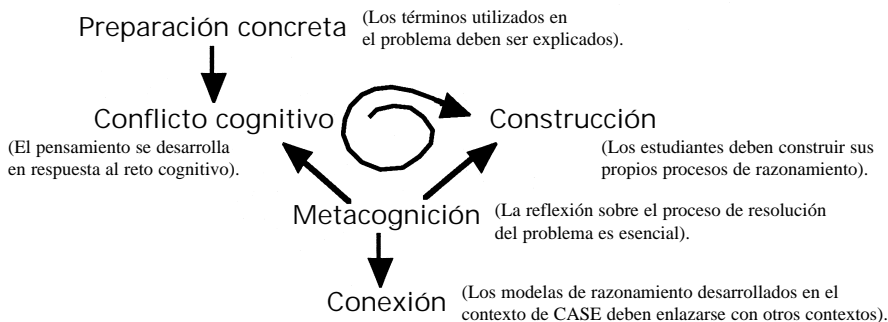 Preparación concreta
(Los términos utilizados en
el problema deben ser explicados).
Conflicto cognitivo
(El pensamiento se desarrolla
en respuesta al reto cognitivo).
Construcción
(Los estudiantes deben construir sus
propios procesos de razonamiento).
Metacognición
(La reflexión sobre el proceso de resolución
del problema es esencial).
Conexión
(Los modelas de razonamiento desarrollados en el
contexto de CASE deben enlazarse con otros contextos).